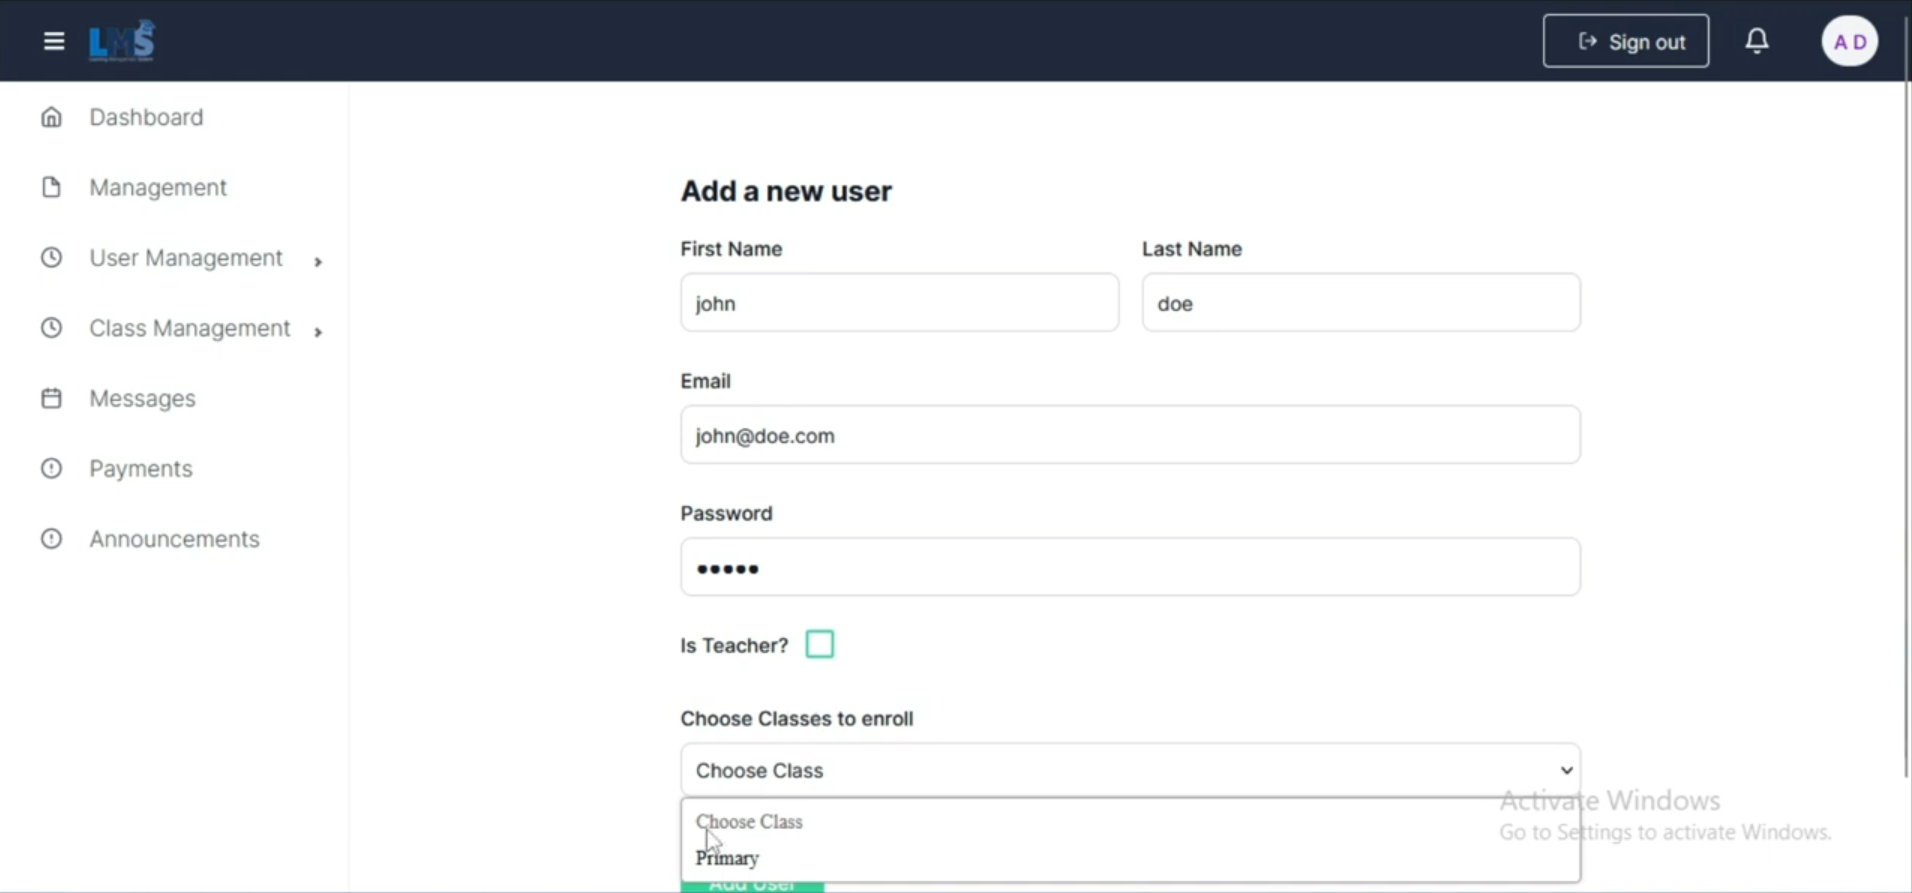 LMS
Sign out
A D
Dashboard
Management
User Management
Class Management
Messages
Payments
Announcements
Add a new user
First Name
Last Name
john
doe
Email
john@doe.com
Password
Is Teacher?
Choose Classes to enroll
Choose Class
Choose Class
Primary
Add User
Activate Windows
Go to Settings to activate Windows.